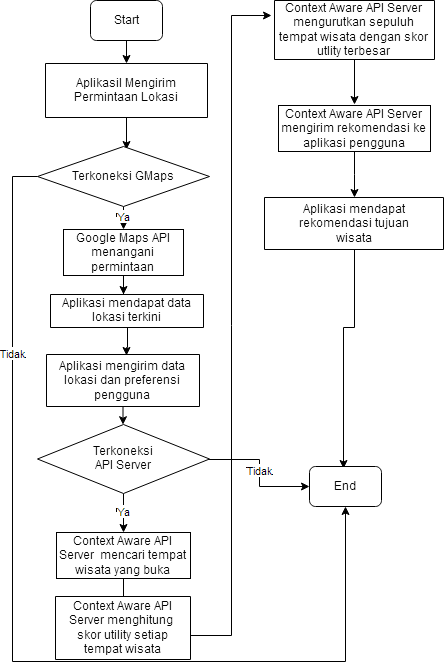 Start
Aplikasil Mengirim
Permintaan Lokasi
Terkoneksi GMaps
Ya
Google Maps API
menangani
permintaan
Aplikasi mendapat data
lokasi terkini
Tidak
Aplikasi mengirim data
lokasi dan preferensi
pengguna
Terkoneksi
API Server
Tidak
Ya
Context Aware API
Server mencari tempat
wisata yang buka
Context Aware API
Server menghitung
skor utility setiap
tempat wisata
Context Aware API Server
mengurutkan sepuluh
tempat wisata dengan skor
utlity terbesar
Context Aware API Server
mengirim rekomendasi ke
aplikasi pengguna
Aplikasi mendapat
rekomendasi tujuan
wisata
End